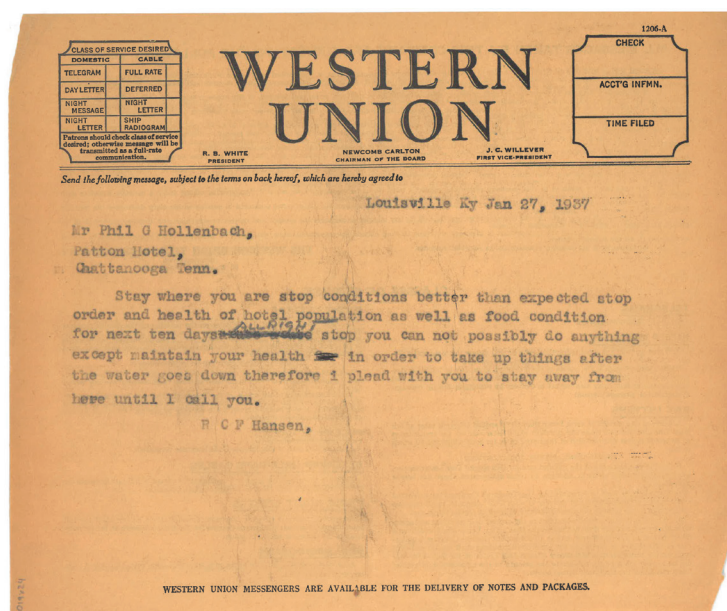 1206-A
CLASS OF SERVICE DESIRED
DOMESTIC CABLE
TELEGRAM FULL RATE
DAY LETTER DEFERRED
NIGHT MESSAGE NIGHT LETTER
NIGHT LETTER SHIP RADIOGRAM
Patrons should check class of service
desired; otherwise message will be
transmitted as a full-rate
communication.
WESTERN
UNION
CHECK
ACCT'G INFMN.
TIME FILED
R. B. WHITE
PRESIDENT
NEWCOMB CARLTON
CHAIRMAN OF THE BOARD
J. C. WILLEVER
FIRST VICE-PRESIDENT
Send the following message, subject to the terms on back hereof, which are hereby agreed to
Louisville Ky Jan 27, 1937
Mr Phil G Hollenbach,
Patton Hotel,
Chattanooga Tenn.
Stay where you are stop conditions better than expected stop
order and health of hotel population as well as food condition
ALLRIGHT
for next ten days stop you can not possibly do anything
except maintain your health in order to take up things after
the water goes down therefore i plead with you to stay away from
here until I call you.
R C F Hansen,
WESTERN UNION MESSENGERS ARE AVAILABLE FOR THE DELIVERY OF NOTES AND PACKAGES.